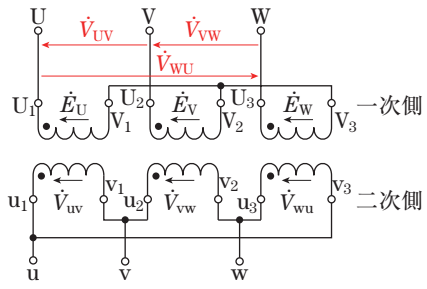 U V W
V̇UV V̇VW
V̇WU
U1 ĖU V1 U2 ĖV V2 U3 ĖW V3 一次側
u1 V̇uv v1 u2 V̇vw v2 u3 V̇wu v3 二次側
u v w